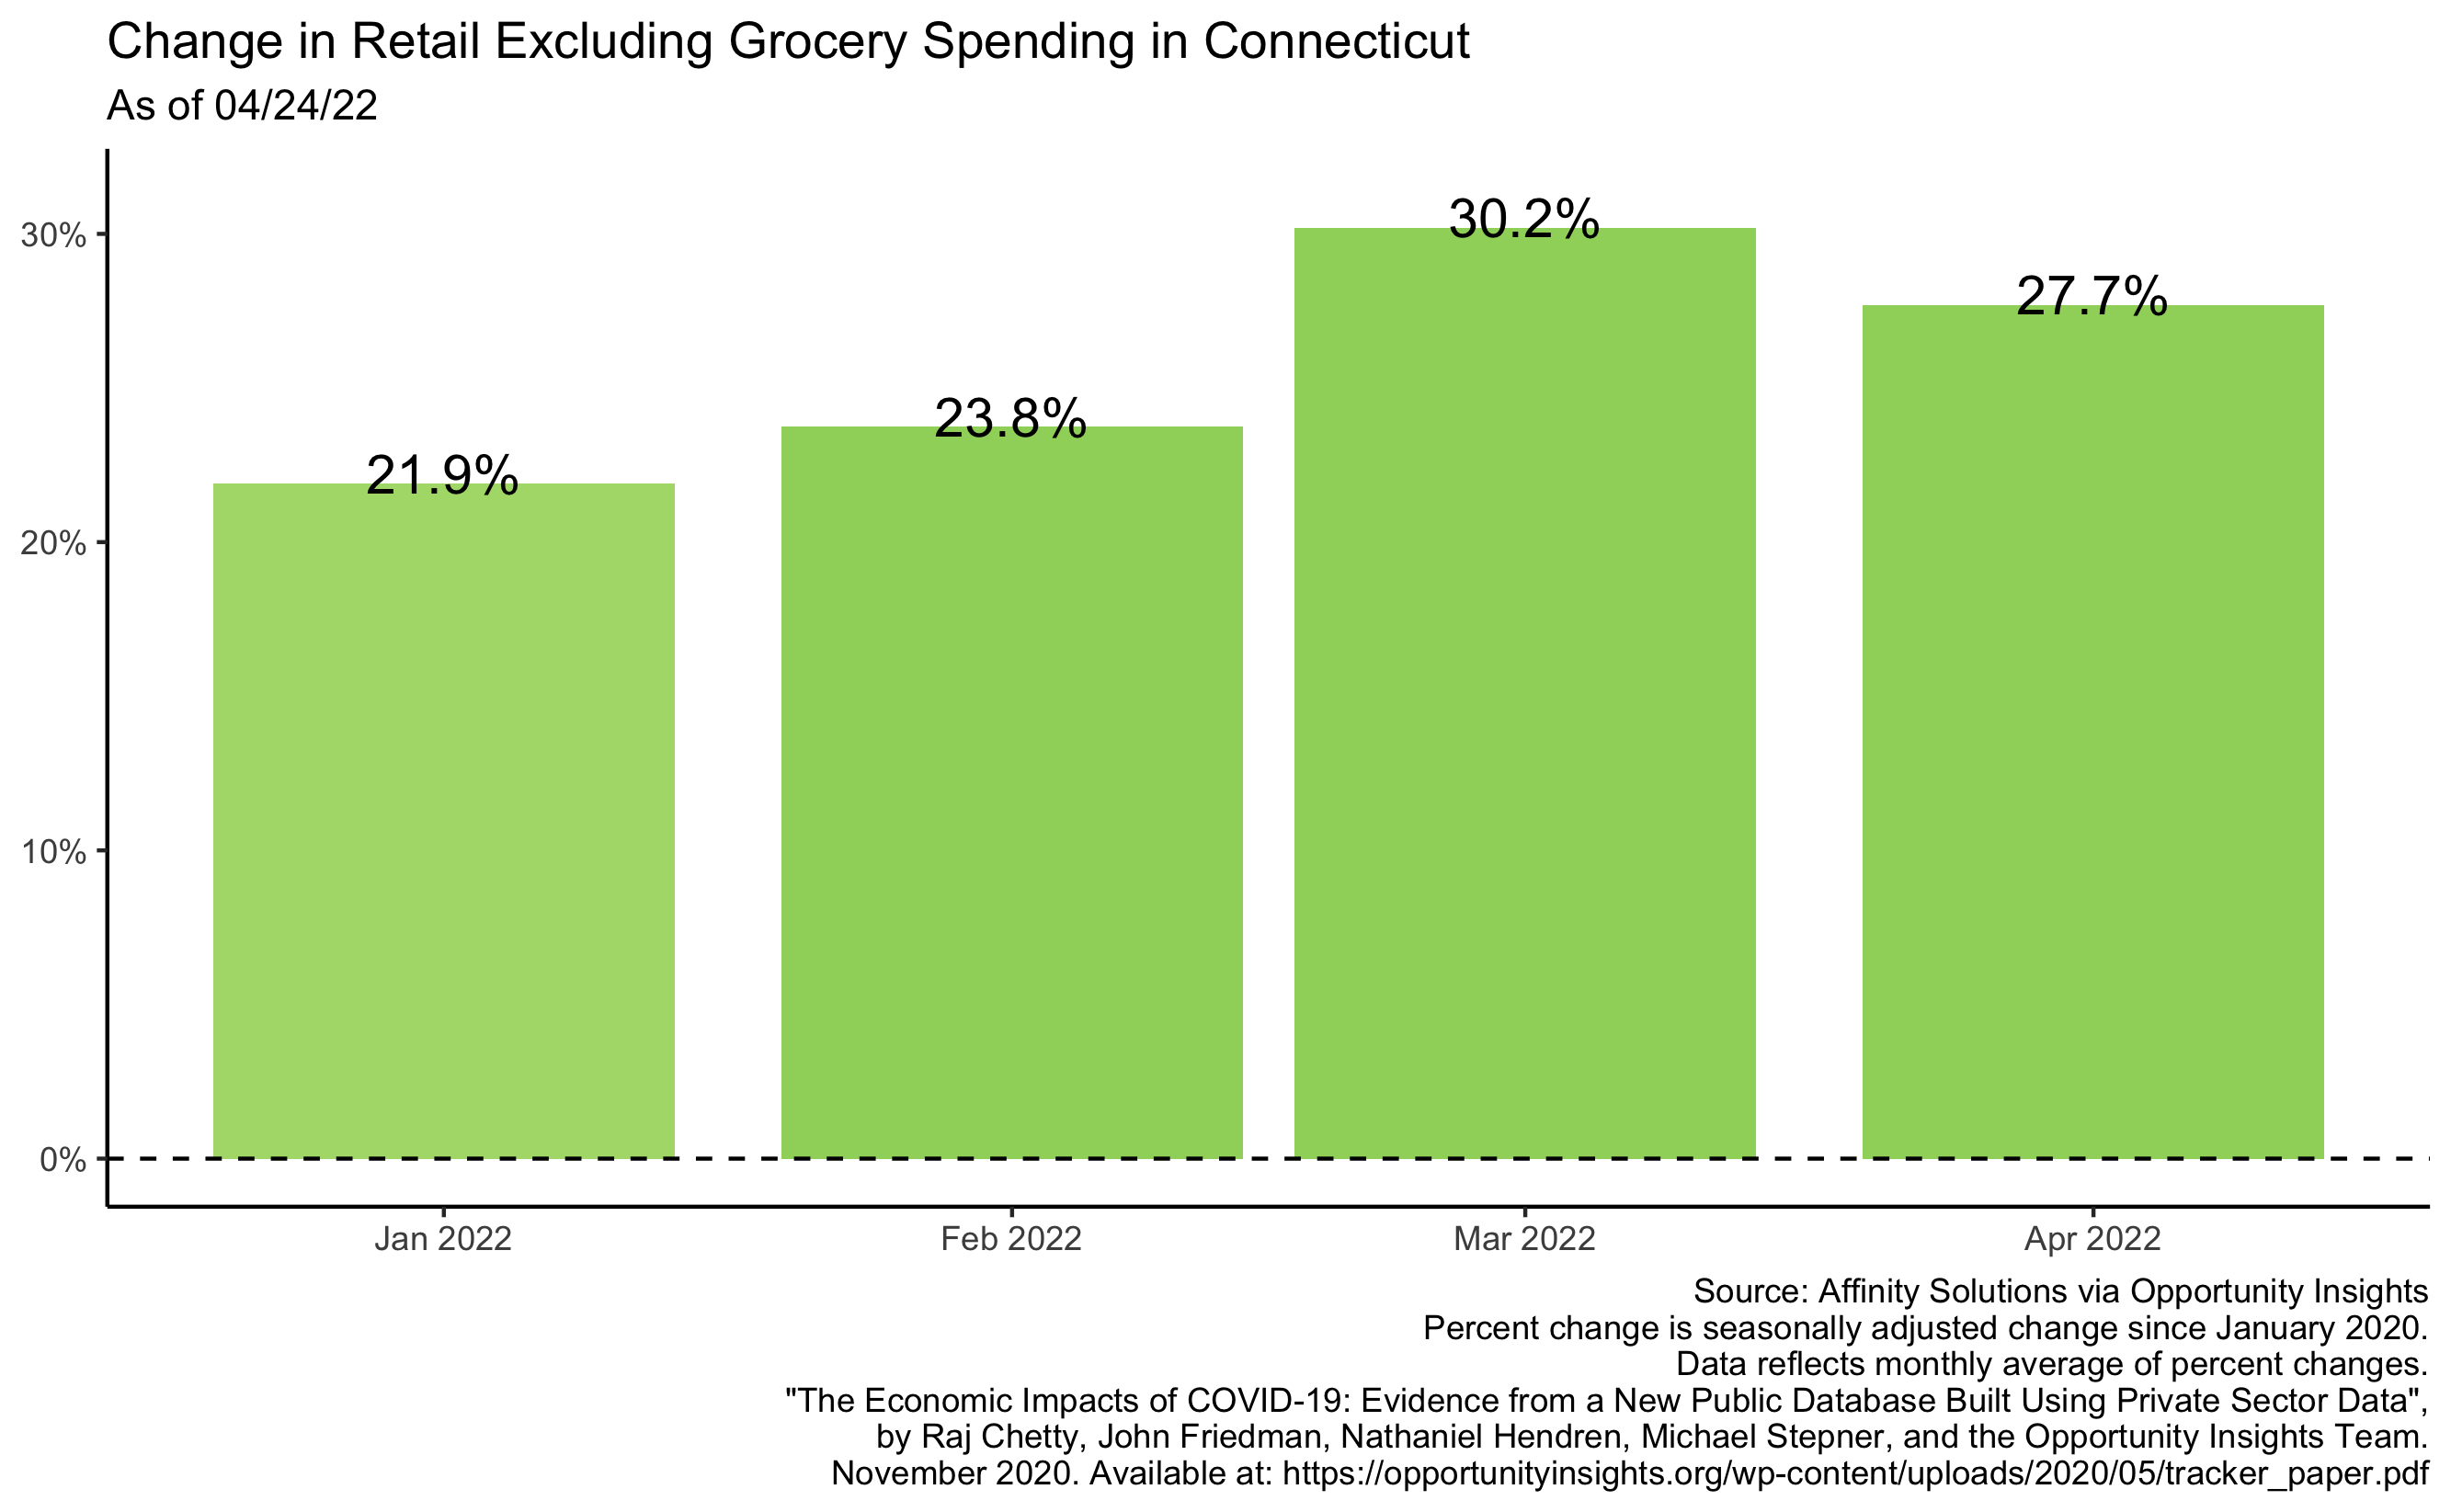 Change in Retail Excluding Grocery Spending in Connecticut
As of 04/24/22
30%
20%
10%
0%
21.9%
23.8%
30.2%
27.7%
Jan 2022
Feb 2022
Mar 2022
Apr 2022
Source: Affinity Solutions via Opportunity Insights
Percent change is seasonally adjusted change since January 2020.
Data reflects monthly average of percent changes.
"The Economic Impacts of COVID-19: Evidence from a New Public Database Built Using Private Sector Data",
by Raj Chetty, John Friedman, Nathaniel Hendren, Michael Stepner, and the Opportunity Insights Team.
November 2020. Available at: https://opportunityinsights.org/wp-content/uploads/2020/05/tracker_paper.pdf